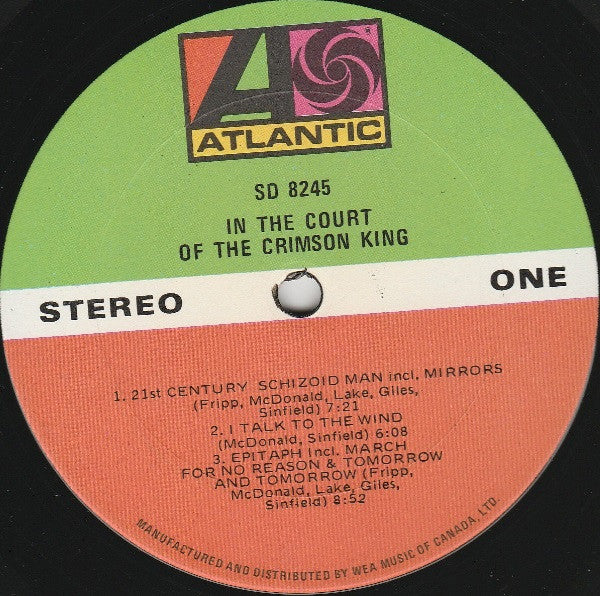 ATLANTIC
SD 8245
IN THE COURT
OF THE CRIMSON KING
STEREO
ONE
1. 21st CENTURY SCHIZOID MAN incl. MIRRORS
(Fripp, McDonald, Lake, Giles,
Sinfield) 7:21
2. I TALK TO THE WIND
(McDonald, Sinfield) 6:08
3. EPITAPH Incl. MARCH
FOR NO REASON & TOMORROW
AND TOMORROW (Fripp,
McDonald, Lake, Giles,
Sinfield) 8:52
MANUFACTURED AND DISTRIBUTED BY WEA MUSIC OF CANADA, LTD.